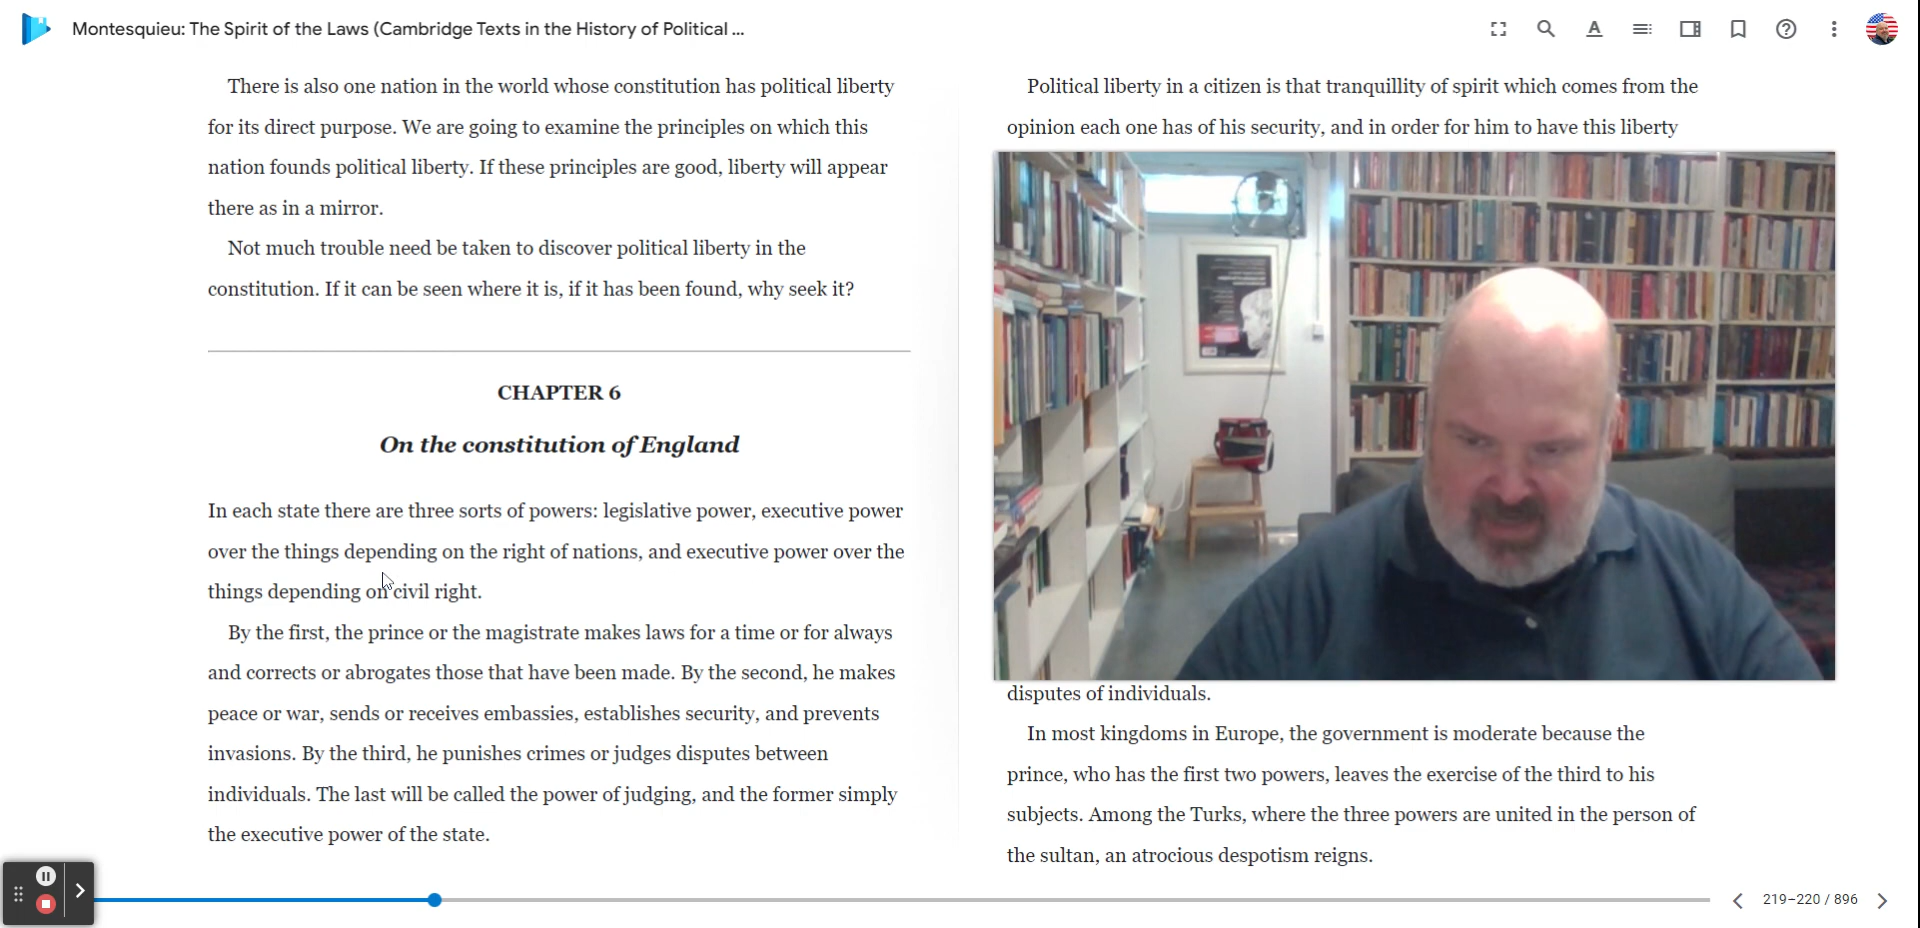 Montesquieu: The Spirit of the Laws (Cambridge Texts in the History of Political ...
There is also one nation in the world whose constitution has political liberty
for its direct purpose. We are going to examine the principles on which this
nation founds political liberty. If these principles are good, liberty will appear
there as in a mirror.
Not much trouble need be taken to discover political liberty in the
constitution. If it can be seen where it is, if it has been found, why seek it?
CHAPTER 6
On the constitution of England
In each state there are three sorts of powers: legislative power, executive power
over the things depending on the right of nations, and executive power over the
things depending on civil right.
By the first, the prince or the magistrate makes laws for a time or for always
and corrects or abrogates those that have been made. By the second, he makes
peace or war, sends or receives embassies, establishes security, and prevents
invasions. By the third, he punishes crimes or judges disputes between
individuals. The last will be called the power of judging, and the former simply
the executive power of the state.
Political liberty in a citizen is that tranquillity of spirit which comes from the
opinion each one has of his security, and in order for him to have this liberty
disputes of individuals.
In most kingdoms in Europe, the government is moderate because the
prince, who has the first two powers, leaves the exercise of the third to his
subjects. Among the Turks, where the three powers are united in the person of
the sultan, an atrocious despotism reigns.
219–220 / 896